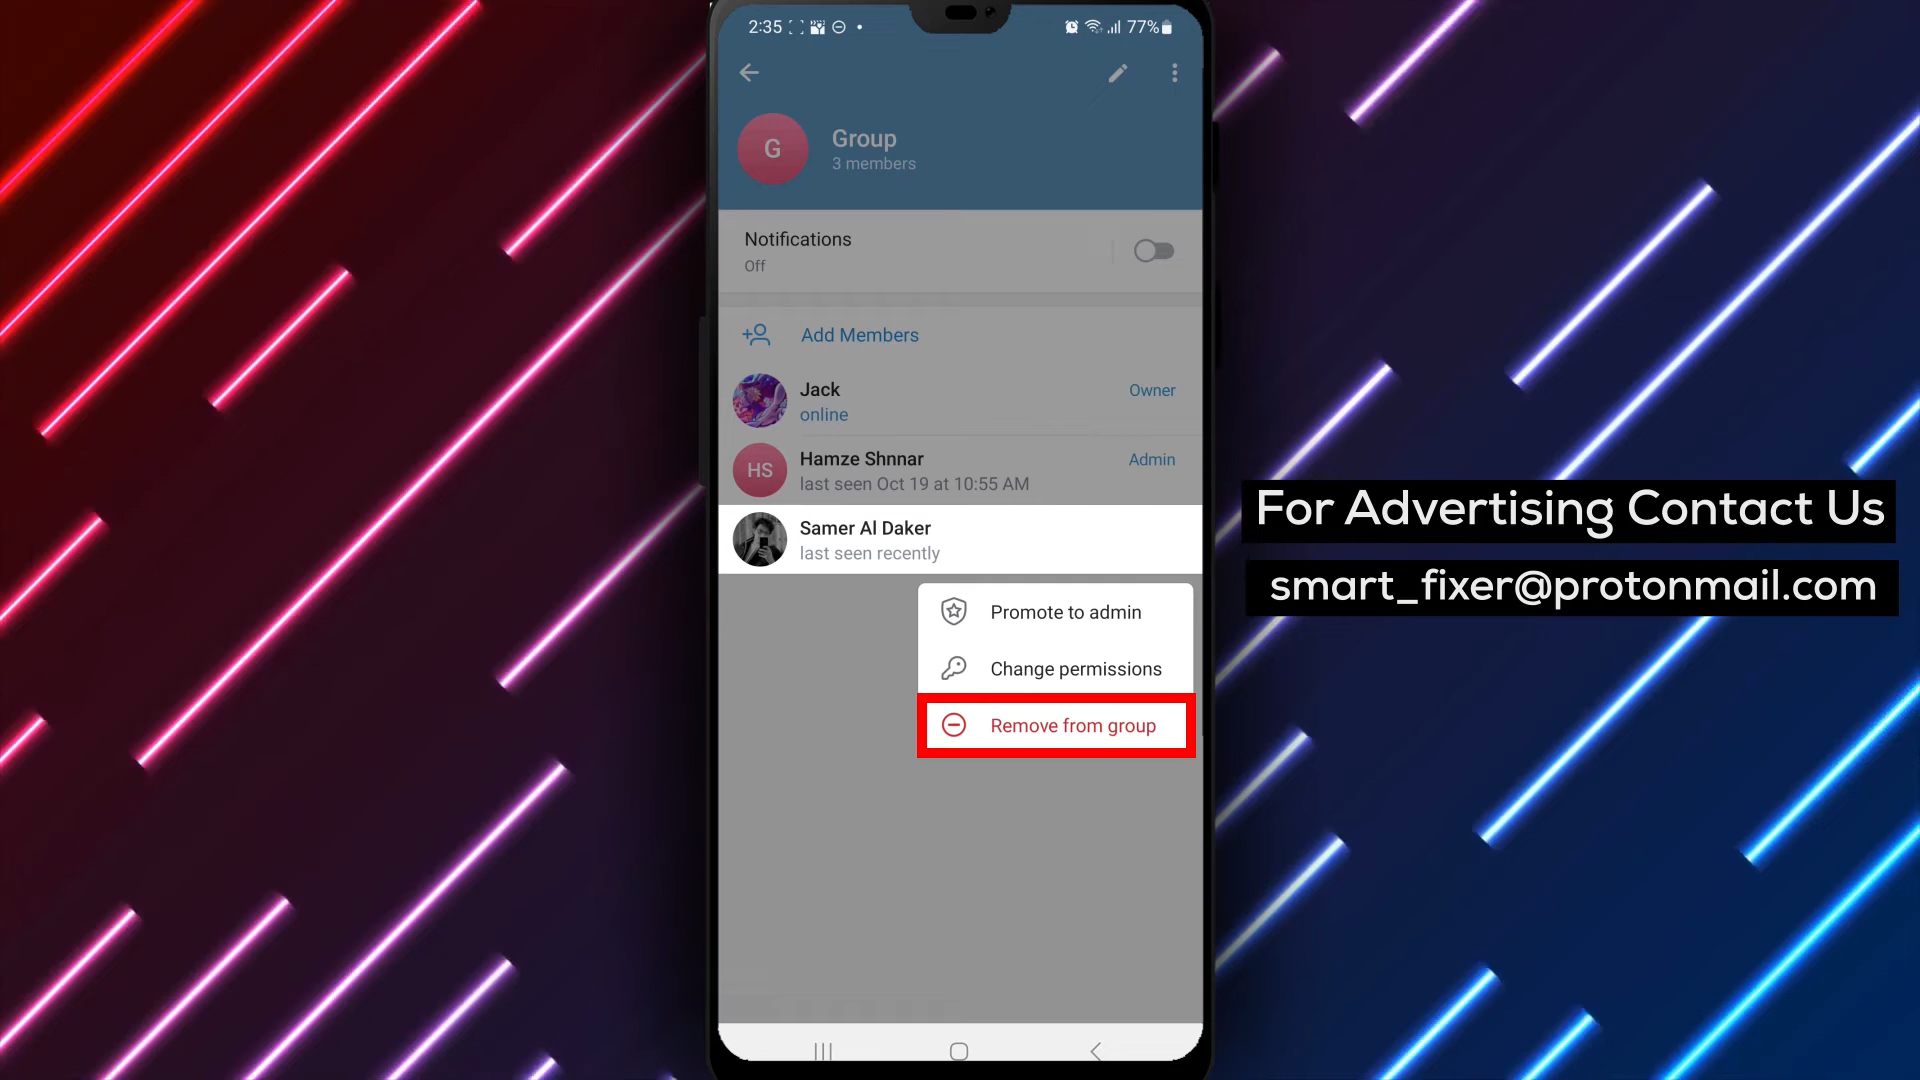 2:35
77%
G
Group
3 members
Notifications
Off
Add Members
Jack
Owner
online
HS
Hamze Shnnar
Admin
last seen Oct 19 at 10:55 AM
Samer Al Daker
last seen recently
Promote to admin
Change permissions
Remove from group
For Advertising Contact Us
smart_fixer@protonmail.com